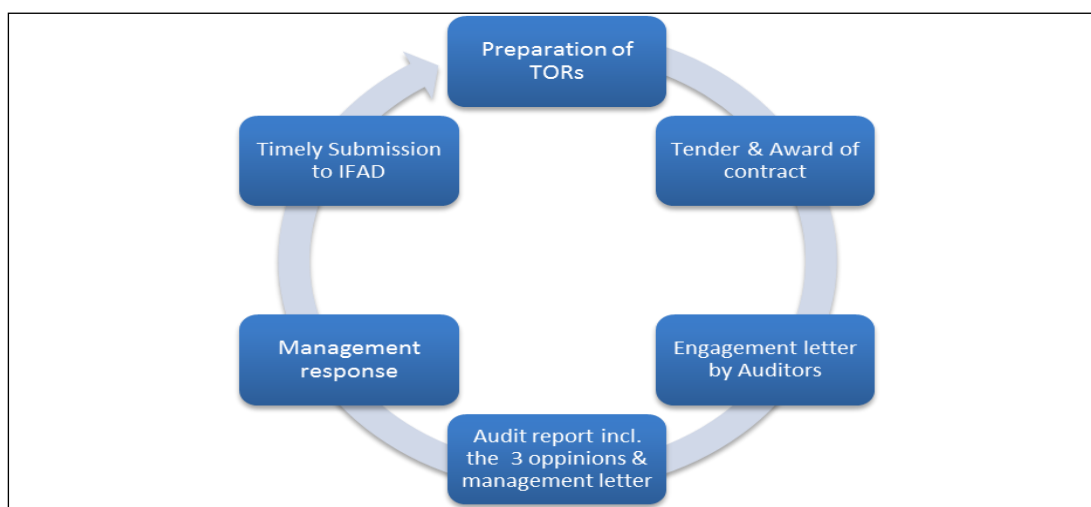 Preparation of
TORs
Tender & Award of
contract
Engagement letter
by Auditors
Audit report incl.
the 3 oppinions &
management letter
Management
response
Timely Submission
to IFAD